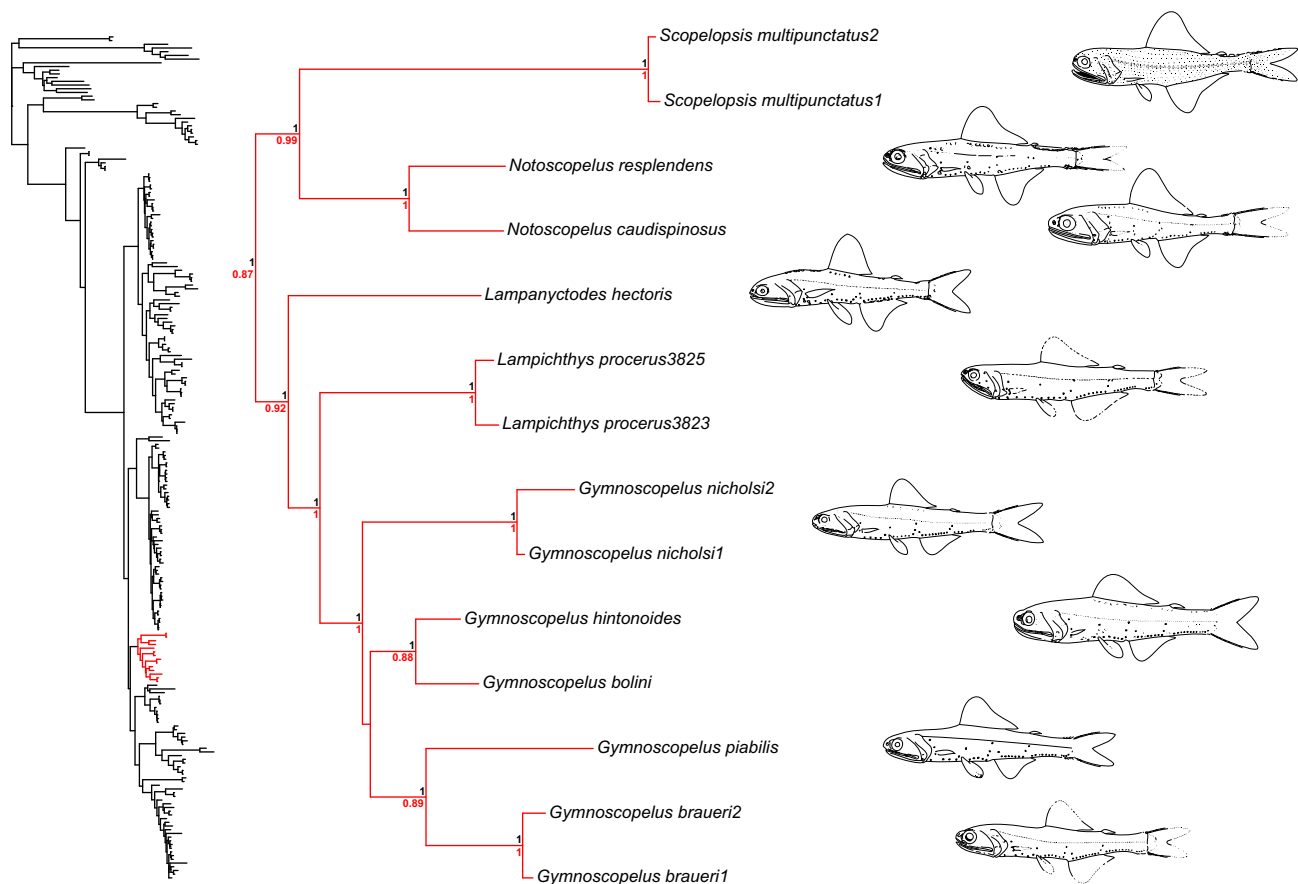 Scopelopsis multipunctatus2
1
1
Scopelopsis multipunctatus1
1
0.99
Notoscopelus resplendens
1
1
Notoscopelus caudispinosus
1
0.87
Lampanyctodes hectoris
Lampichthys procerus3825
1
1
1
0.92
Lampichthys procerus3823
Gymnoscopelus nicholsi2
1
1
1
1
Gymnoscopelus nicholsi1
Gymnoscopelus hintonoides
1
1
1
0.88
Gymnoscopelus bolini
Gymnoscopelus piabilis
1
0.89
Gymnoscopelus braueri2
1
1
Gymnoscopelus braueri1